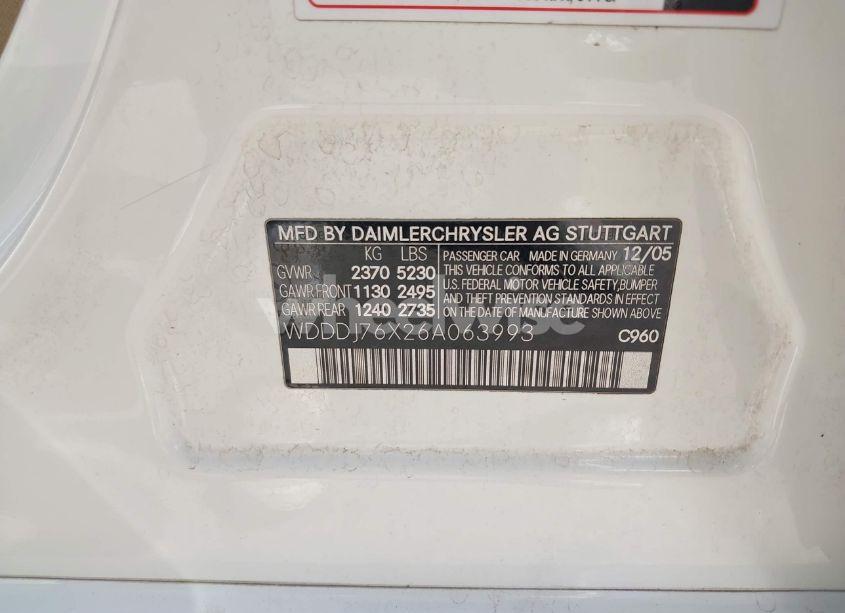 MFD BY DAIMLERCHRYSLER AG STUTTGART
KG LBS
GVWR 2370 5230
GAWR FRONT 1130 2495
GAWR REAR 1240 2735
PASSENGER CAR MADE IN GERMANY 12/05
THIS VEHICLE CONFORMS TO ALL APPLICABLE
U.S. FEDERAL MOTOR VEHICLE SAFETY, BUMPER
AND THEFT PREVENTION STANDARDS IN EFFECT
ON THE DATE OF MANUFACTURE SHOWN ABOVE
WDDDJ76X26A063993 C960